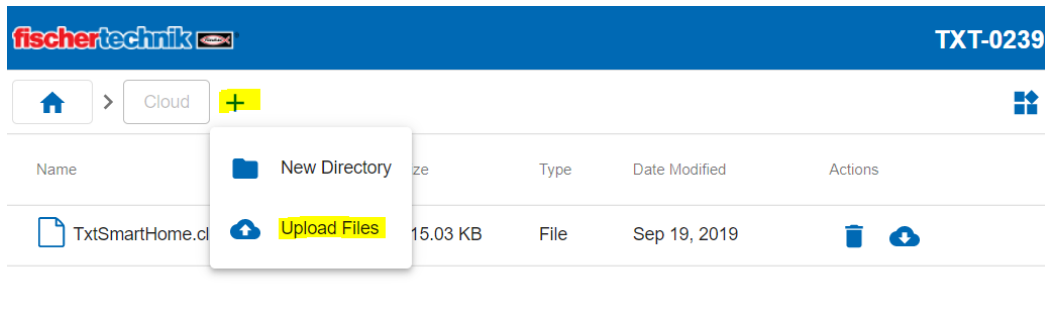 fischertechnik
TXT-0239
Cloud
New Directory
Name ze Type Date Modified Actions
Upload Files
TxtSmartHome.cl 15.03 KB File Sep 19, 2019